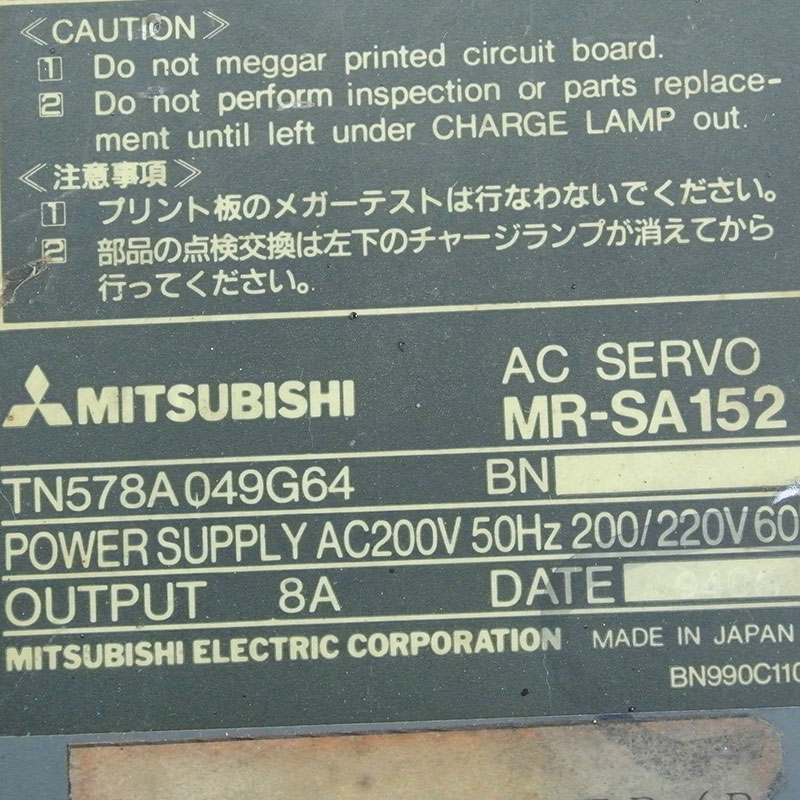 ≪CAUTION≫
1 Do not meggar printed circuit board.
2 Do not perform inspection or parts replace-
ment until left under CHARGE LAMP out.
≪注意事項≫
1 プリント板のメガーテストは行なわないでください。
2 部品の点検交換は左下のチャージランプが消えてから
行ってください。
MITSUBISHI
AC SERVO
MR-SA152
TN578A049G64 BN
POWER SUPPLY AC200V 50Hz 200/220V 60
OUTPUT 8A DATE
MITSUBISHI ELECTRIC CORPORATION MADE IN JAPAN
BN990C110